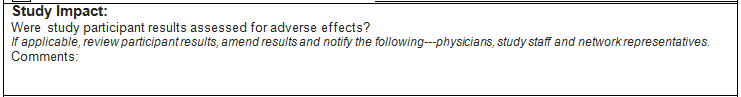 Study Impact:
Were study participant results assessed for adverse effects?
If applicable, review participant results, amend results and notify the following---physicians, study staff and network representatives.
Comments: